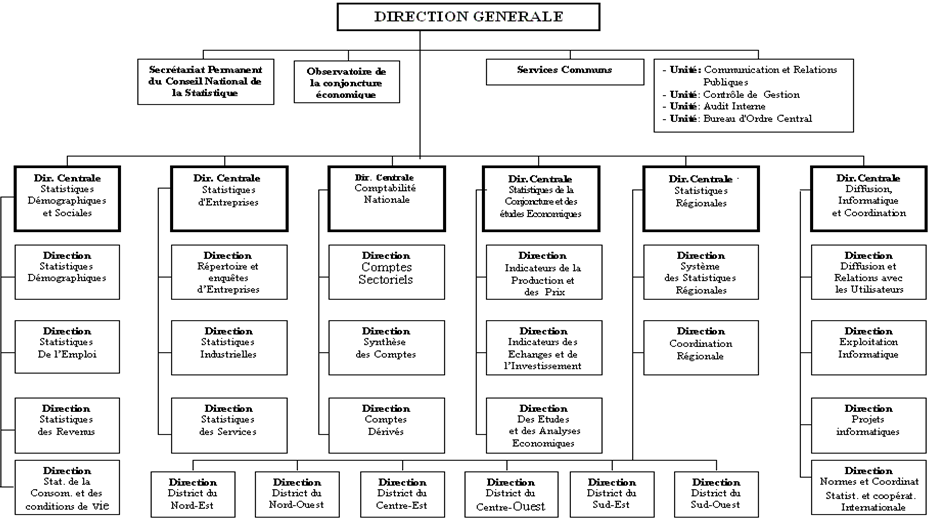 DIRECTION GENERALE
Secrétariat Permanent
du Conseil National de
la Statistique
Observatoire de
la conjoncture
économique
Services Communs
- Unité: Communication et Relations
Publiques
- Unité: Contrôle de Gestion
- Unité: Audit Interne
- Unité: Bureau d'Ordre Central
Dir. Centrale
Statistiques
Démographiques
et Sociales
Dir. Centrale
Statistiques
d'Entreprises
Dir. Centrale
Comptabilité
Nationale
Dir. Centrale
Statistiques de la
Conjoncture et des
études Economiques
Dir. Centrale
Statistiques
Régionales
Dir. Centrale
Diffusion,
Informatique
et Coordination
Direction
Statistiques
Démographiques
Direction
Répertoire et
enquêtes
d'Entreprises
Direction
Comptes
Sectoriels
Direction
Indicateurs de la
Production et
des Prix
Direction
Système
des Statistiques
Régionales
Direction
Diffusion et
Relations avec
les Utilisateurs
Direction
Statistiques
De l'Emploi
Direction
Statistiques
Industrielles
Direction
Synthèse
des Comptes
Direction
Indicateurs des
Echanges et de
l'Investissement
Direction
Coordination
Régionale
Direction
Exploitation
Informatique
Direction
Statistiques
des Revenus
Direction
Statistiques
des Services
Direction
Comptes
Dérivés
Direction
Des Etudes
et des Analyses
Economiques
Direction
Projets
informatiques
Direction
Stat. de la
Consom. et des
conditions de vie
Direction
District du
Nord-Est
Direction
District du
Nord-Ouest
Direction
District du
Centre-Est
Direction
District du
Centre-Ouest
Direction
District du
Sud-Est
Direction
District du
Sud-Ouest
Direction
Normes et Coordinat
Statist. et coopérat.
Internationale